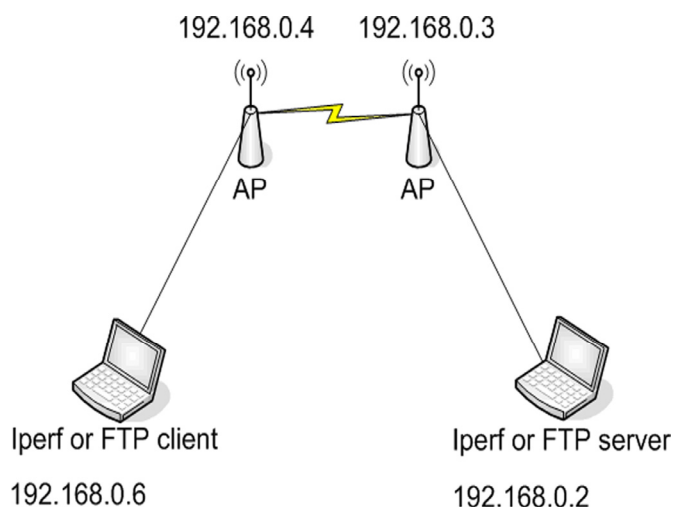 192.168.0.4 192.168.0.3
AP AP
Iperf or FTP client
192.168.0.6
Iperf or FTP server
192.168.0.2